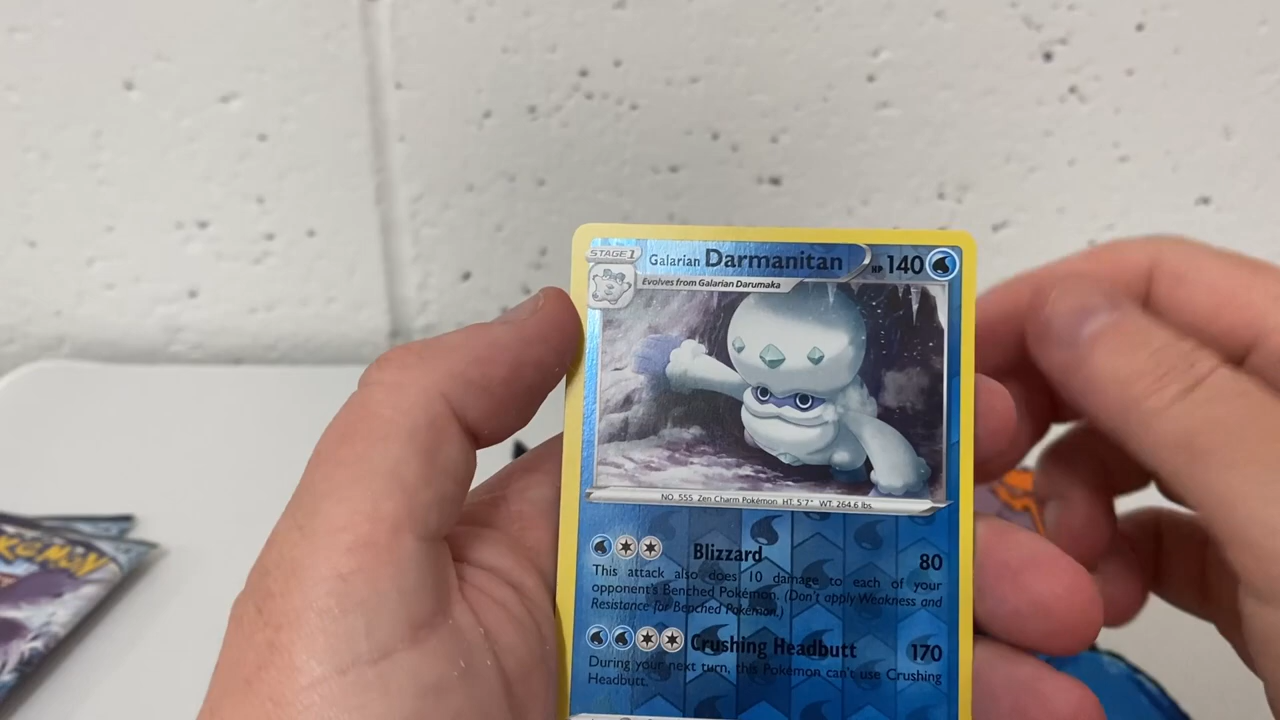 STAGE 1
Galarian Darmanitan HP 140
Evolves from Galarian Darumaka
NO. 555 Zen Charm Pokémon HT: 5'7" WT: 264.6 lbs.
Blizzard 80
This attack also does 10 damage to each of your
opponent's Benched Pokémon. (Don't apply Weakness and
Resistance for Benched Pokémon.)
Crushing Headbutt 170
During your next turn, this Pokémon can't use Crushing
Headbutt.
POKÉMON